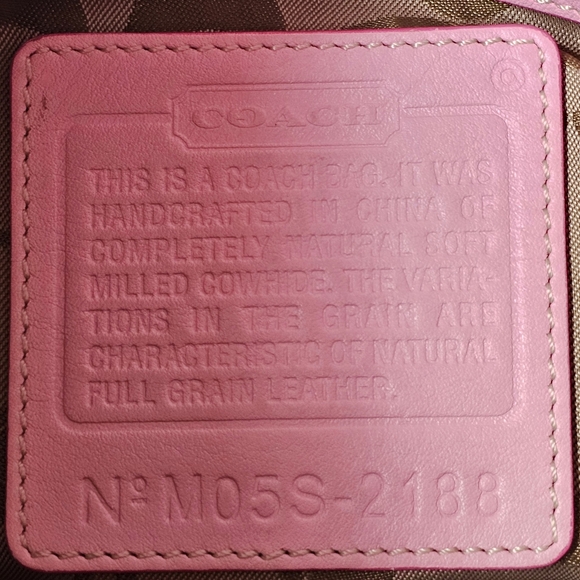 ©
COACH
THIS IS A COACH BAG. IT WAS
HANDCRAFTED IN CHINA OF
COMPLETELY NATURAL SOFT
MILLED COWHIDE. THE VARIA-
TIONS IN THE GRAIN ARE
CHARACTERISTIC OF NATURAL
FULL GRAIN LEATHER.
Nº M05S-2188